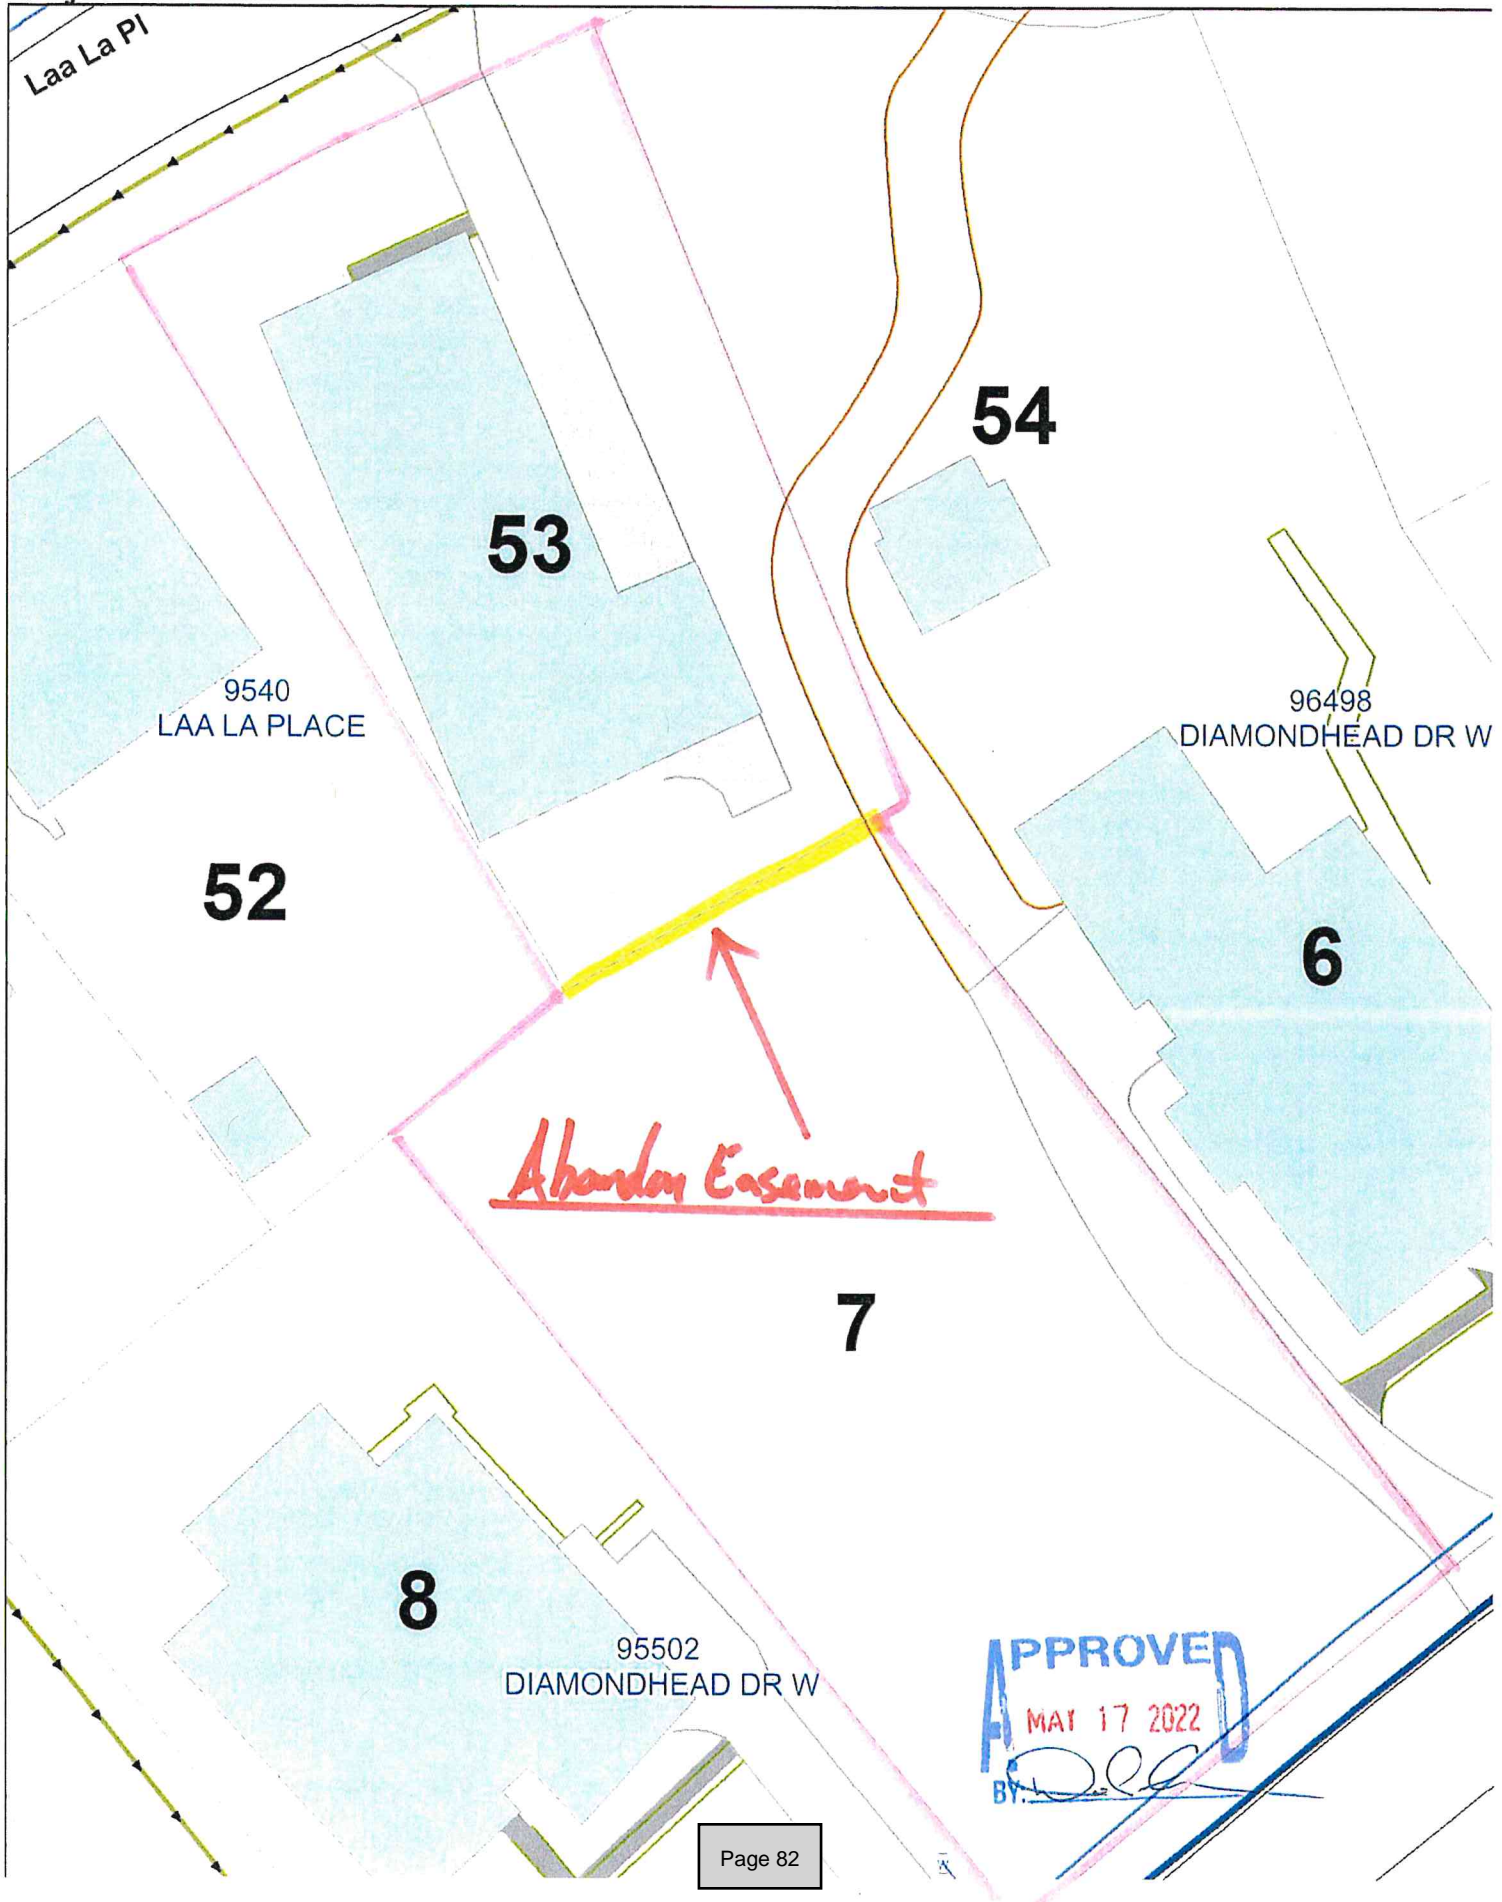 Laa La Pl
54
53
9540
LAA LA PLACE
96498
DIAMONDHEAD DR W
52
6
Abandon Easement
7
8
95502
DIAMONDHEAD DR W
APPROVED
MAY 17 2022
BY:
Page 82